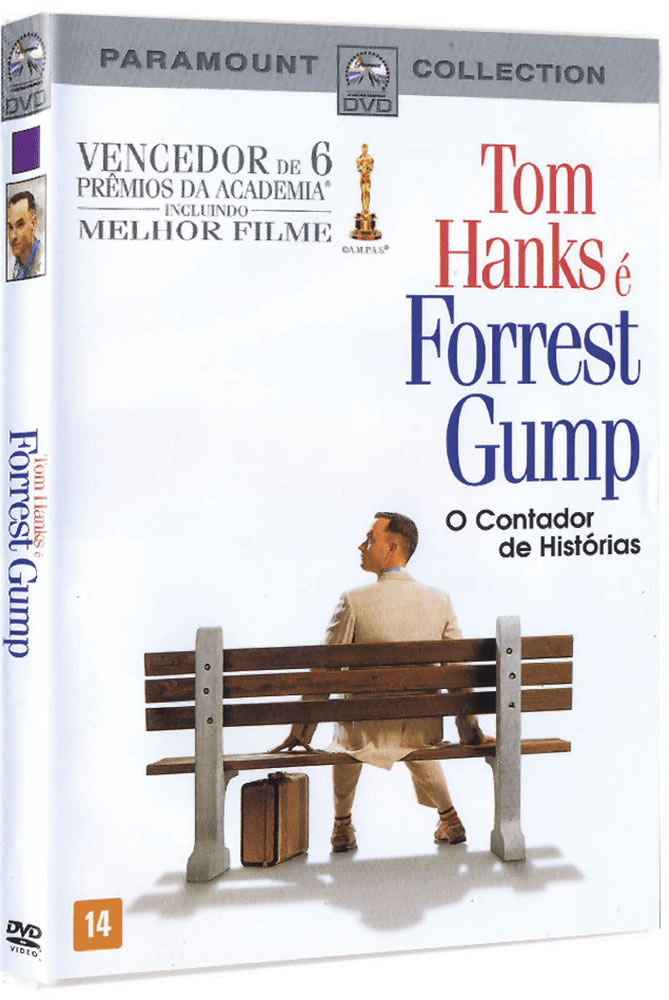 PARAMOUNT DVD COLLECTION
VENCEDOR DE 6
PRÊMIOS DA ACADEMIA®
INCLUINDO
MELHOR FILME
©A.M.P.A.S.®
Tom
Hanks é
Forrest
Gump
O Contador
de Histórias
14
DVD
Tom Hanks é
Forrest Gump
DVD
VIDEO